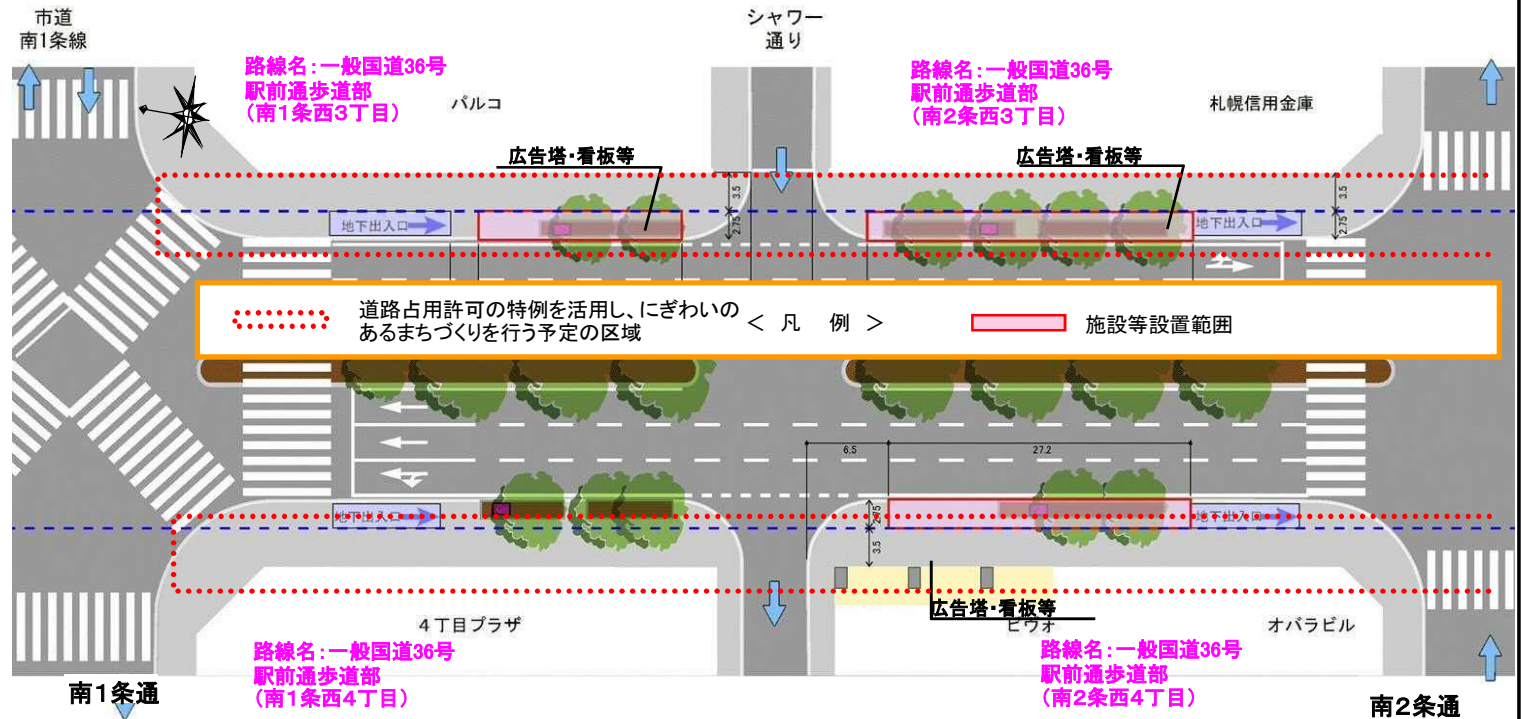 市道
南1条線
シャワー
通り
路線名：一般国道36号
駅前通歩道部
（南1条西3丁目）
パルコ
路線名：一般国道36号
駅前通歩道部
（南2条西3丁目）
札幌信用金庫
広告塔・看板等
広告塔・看板等
3.5
2.75
3.5
2.75
地下出入口
地下出入口
道路占用許可の特例を活用し、にぎわいの
あるまちづくりを行う予定の区域
＜ 凡 例 ＞
施設等設置範囲
6.5
27.2
地下出入口
2.75
3.5
地下出入口
広告塔・看板等
4丁目プラザ
ビヴォ
オバラビル
路線名：一般国道36号
駅前通歩道部
（南1条西4丁目）
路線名：一般国道36号
駅前通歩道部
（南2条西4丁目）
南1条通
南2条通